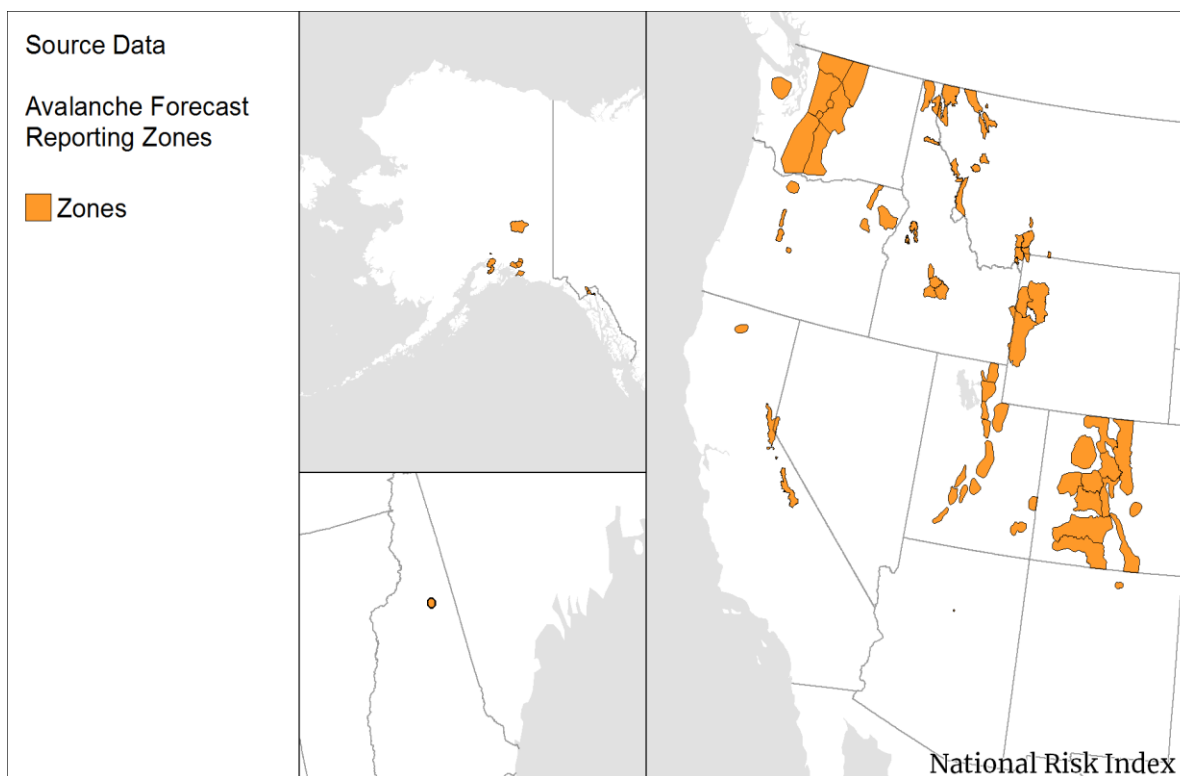 Source Data
Avalanche Forecast
Reporting Zones
Zones
National Risk Index